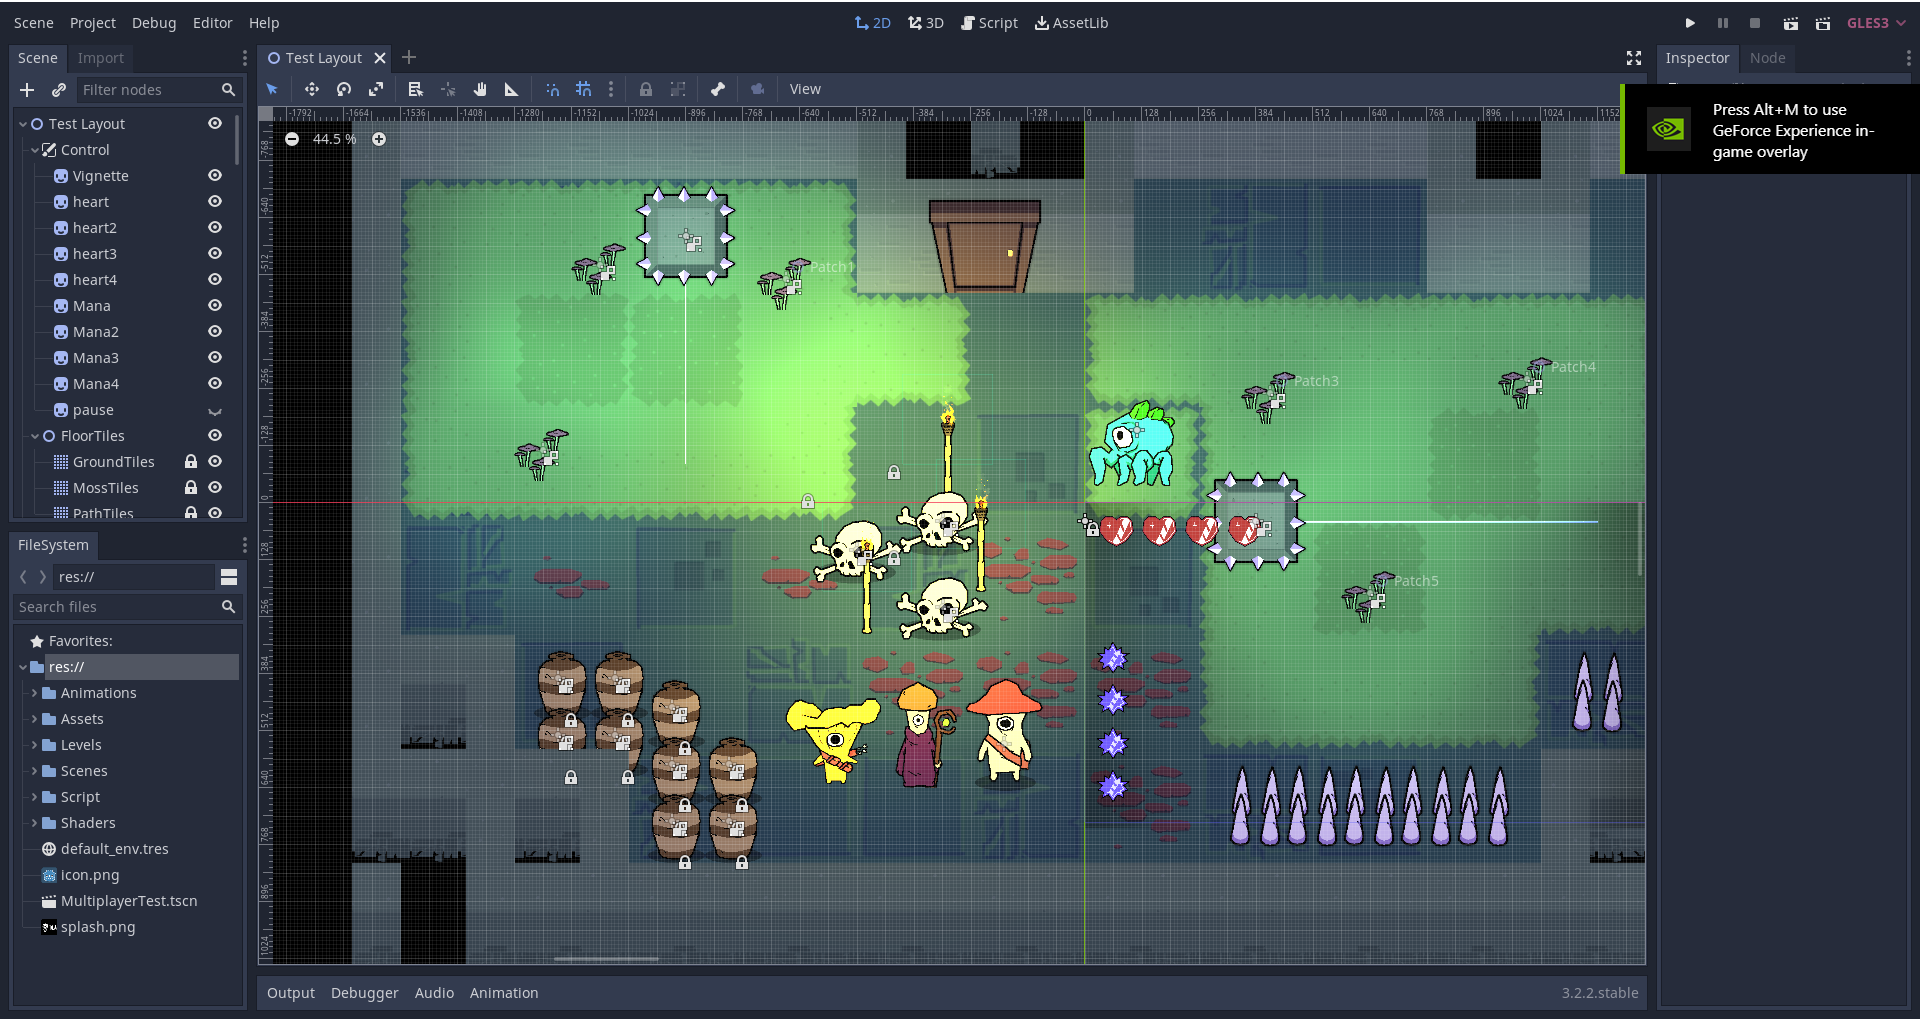 Scene Project Debug Editor Help
2D 3D Script AssetLib
GLES3
Scene Import
Test Layout
Inspector Node
Filter nodes
View
Press Alt+M to use
GeForce Experience in-
game overlay
-1792 -1664 -1536 -1408 -1280 -1152 -1024 -896 -768 -640 -512 -384 -256 -128 0 128 256 384 512 640 768 896 1024 1152
44.5 %
Test Layout
Control
Vignette
heart
heart2
heart3
heart4
Mana
Mana2
Mana3
Mana4
pause
FloorTiles
GroundTiles
MossTiles
PathTiles
-768
-640
-512
-384
-256
-128
0
128
256
384
512
640
768
896
1024
Patch1
Patch3
Patch4
Patch5
FileSystem
res://
Search files
Favorites:
res://
Animations
Assets
Levels
Scenes
Script
Shaders
default_env.tres
icon.png
MultiplayerTest.tscn
splash.png
Output Debugger Audio Animation
3.2.2.stable